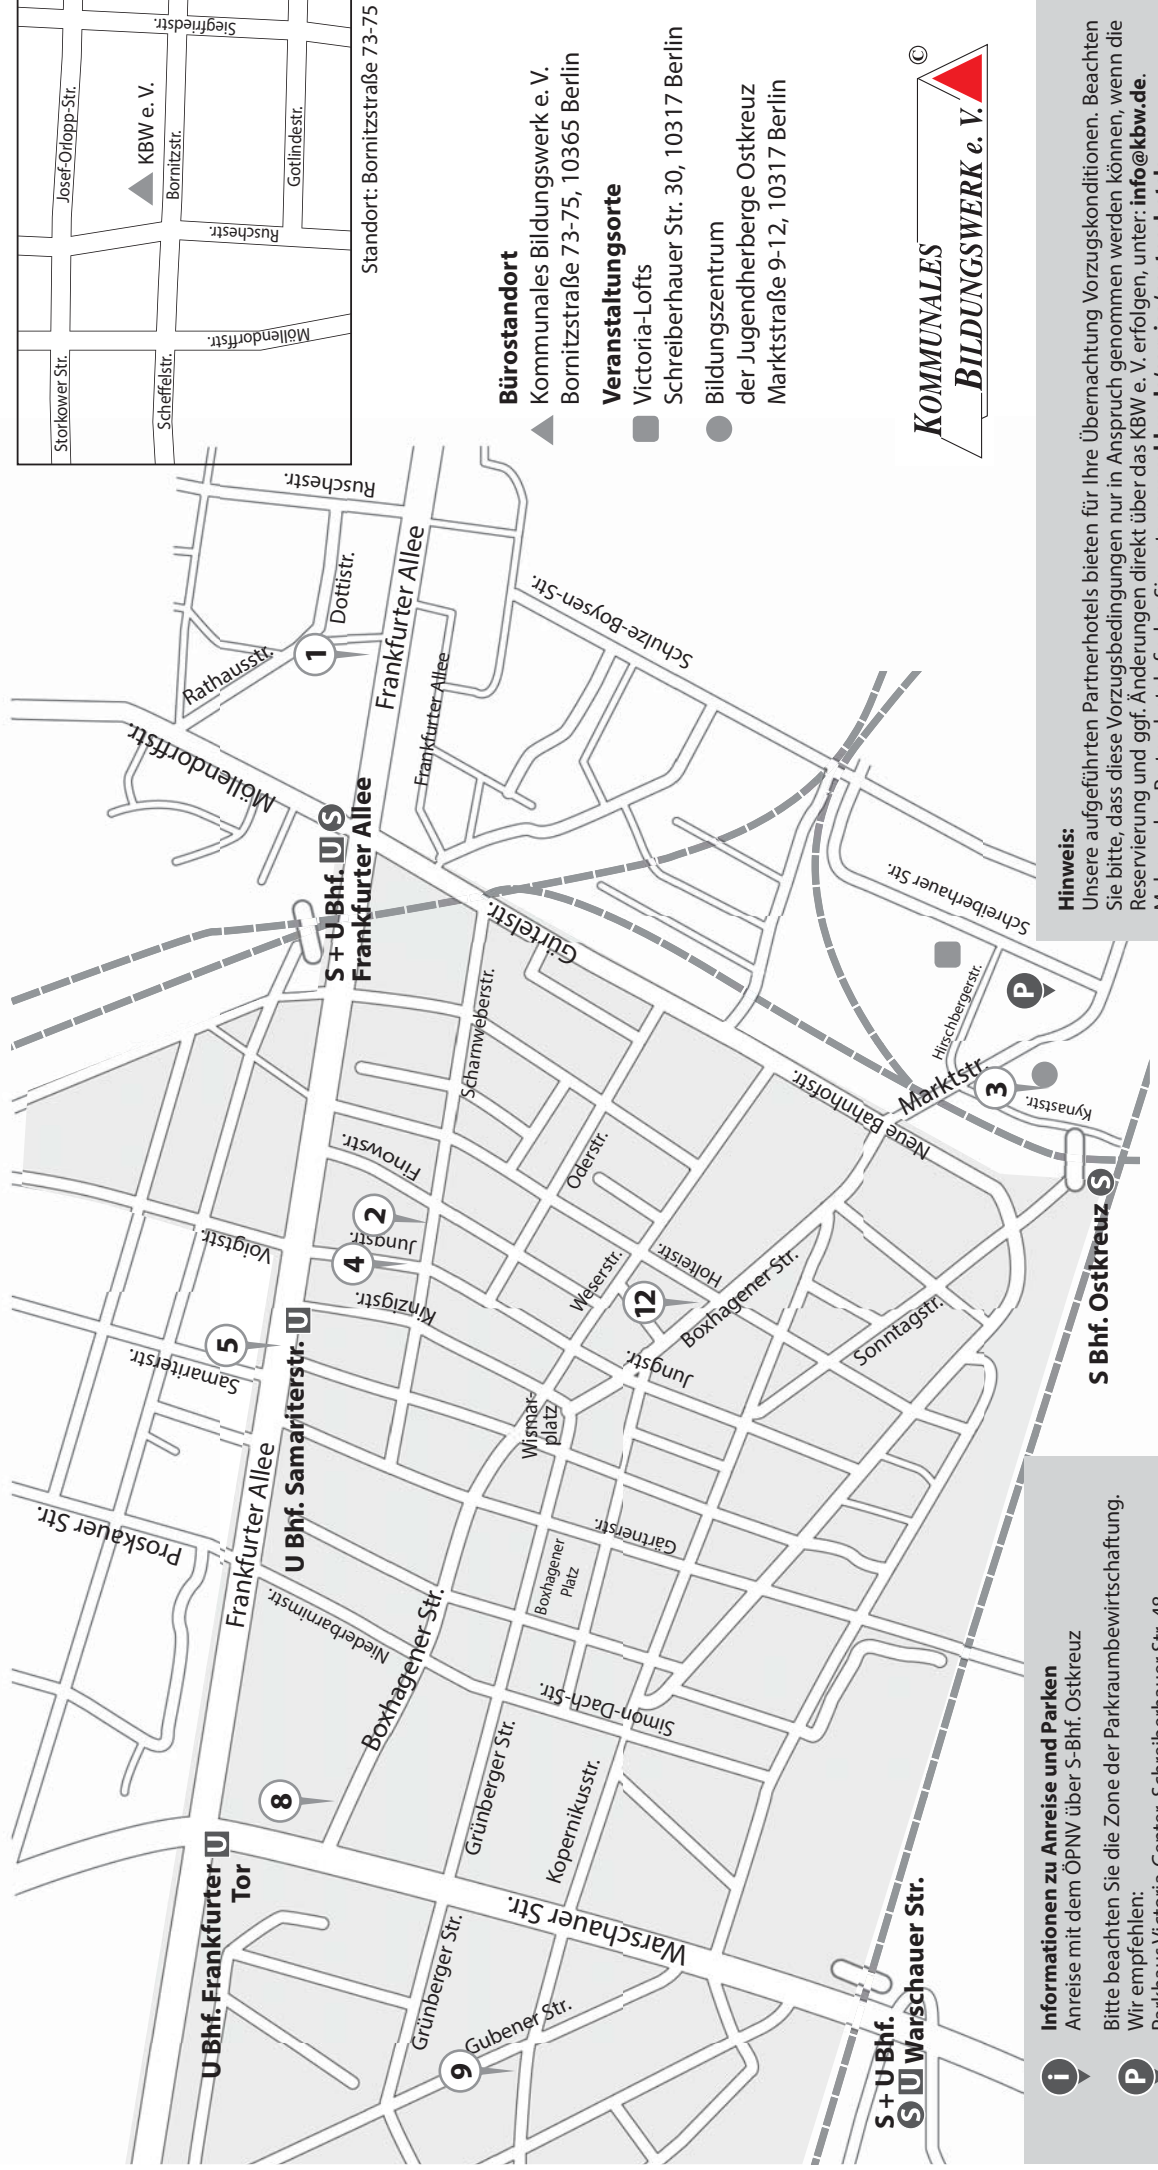 Josef-Orlopp-Str.
Siegfriedstr.
KBW e. V.
Bornitzstr.
Gotlindestr.
Ruschestr.
Möllendorffstr.
Storkower Str.
Scheffelstr.
Standort: Bornitzstraße 73-75
Bürostandort
Kommunales Bildungswerk e. V.
Bornitzstraße 73-75, 10365 Berlin
Veranstaltungsorte
Victoria-Lofts
Schreiberhauer Str. 30, 10317 Berlin
Bildungszentrum
der Jugendherberge Ostkreuz
Marktstraße 9-12, 10317 Berlin
©
KOMMUNALES
BILDUNGSWERK e. V.
Hinweis:
Unsere aufgeführten Partnerhotels bieten für Ihre Übernachtung Vorzugskonditionen. Beachten
Sie bitte, dass diese Vorzugsbedingungen nur in Anspruch genommen werden können, wenn die
Reservierung und ggf. Änderungen direkt über das KBW e. V. erfolgen, unter: info@kbw.de.
Ruschestr.
Dottistr.
Frankfurter Allee
Frankfurter Allee
Rathausstr.
1
Möllendorffstr.
Schulze-Boysen-Str.
S + U Bhf. U S
Frankfurter Allee
Gürtelstr.
Schreiberhauer Str.
Hirschbergerstr.
P
Scharnweberstr.
Marktstr.
3
Kynaststr.
Neue Bahnhofstr.
Oderstr.
Finowstr.
2
Jungstr.
4
Kinzigstr.
Voigtstr.
5
Samariterstr.
U Bhf. Samariterstr. U
Weserstr.
Holteistr.
12
Boxhagener Str.
Jungstr.
Sonntagstr.
S Bhf. Ostkreuz S
Wismar-
platz
Proskauer Str.
Frankfurter Allee
Niederbarnimstr.
Boxhagener Str.
Boxhagener
Platz
Gärtnerstr.
Simon-Dach-Str.
Grünberger Str.
Kopernikusstr.
8
U Bhf. Frankfurter U
Tor
Warschauer Str.
Grünberger Str.
Gubener Str.
9
S + U Bhf.
S U Warschauer Str.
i
Informationen zu Anreise und Parken
Anreise mit dem ÖPNV über S-Bhf. Ostkreuz
P
Bitte beachten Sie die Zone der Parkraumbewirtschaftung.
Wir empfehlen: